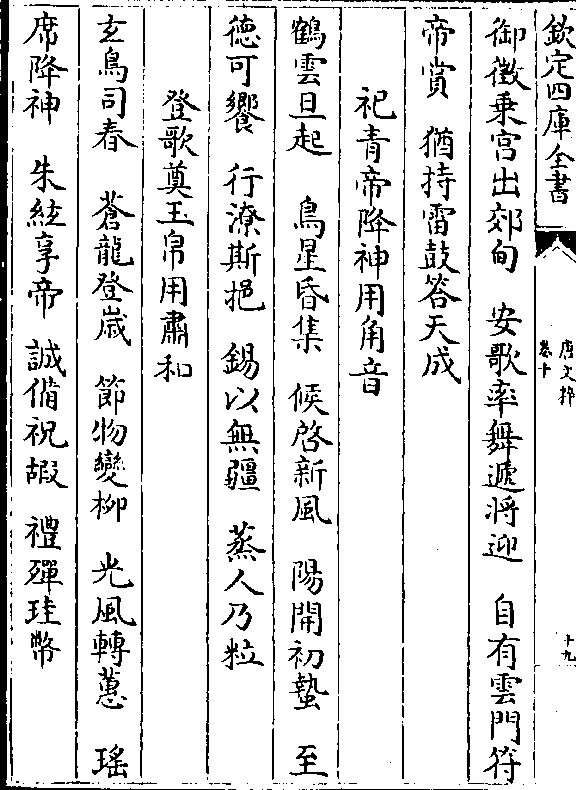 欽定四庫全書
唐文粹
卷十
十九
御徵乗宫出郊甸 安歌率舞遞将迎 自有雲門符
帝賞 猶持雷鼓答天成
祀青帝降神用角音
鶴雲旦起 鳥星昏集 候啓新風 陽開初蟄 至
德可饗 行潦斯挹 錫以無疆 蒸人乃粒
登歌奠玉帛用肅和
玄鳥司春 蒼龍登歲 節物變栁 光風轉蕙 瑤
席降神 朱絃享帝 誠備祝嘏 禮殫珪幣